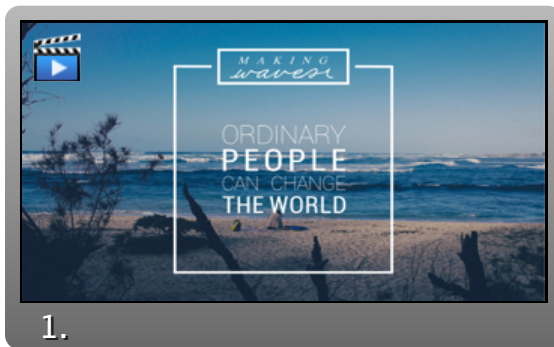 MAKING
waves
ORDINARY
PEOPLE
CAN CHANGE
THE WORLD
1.